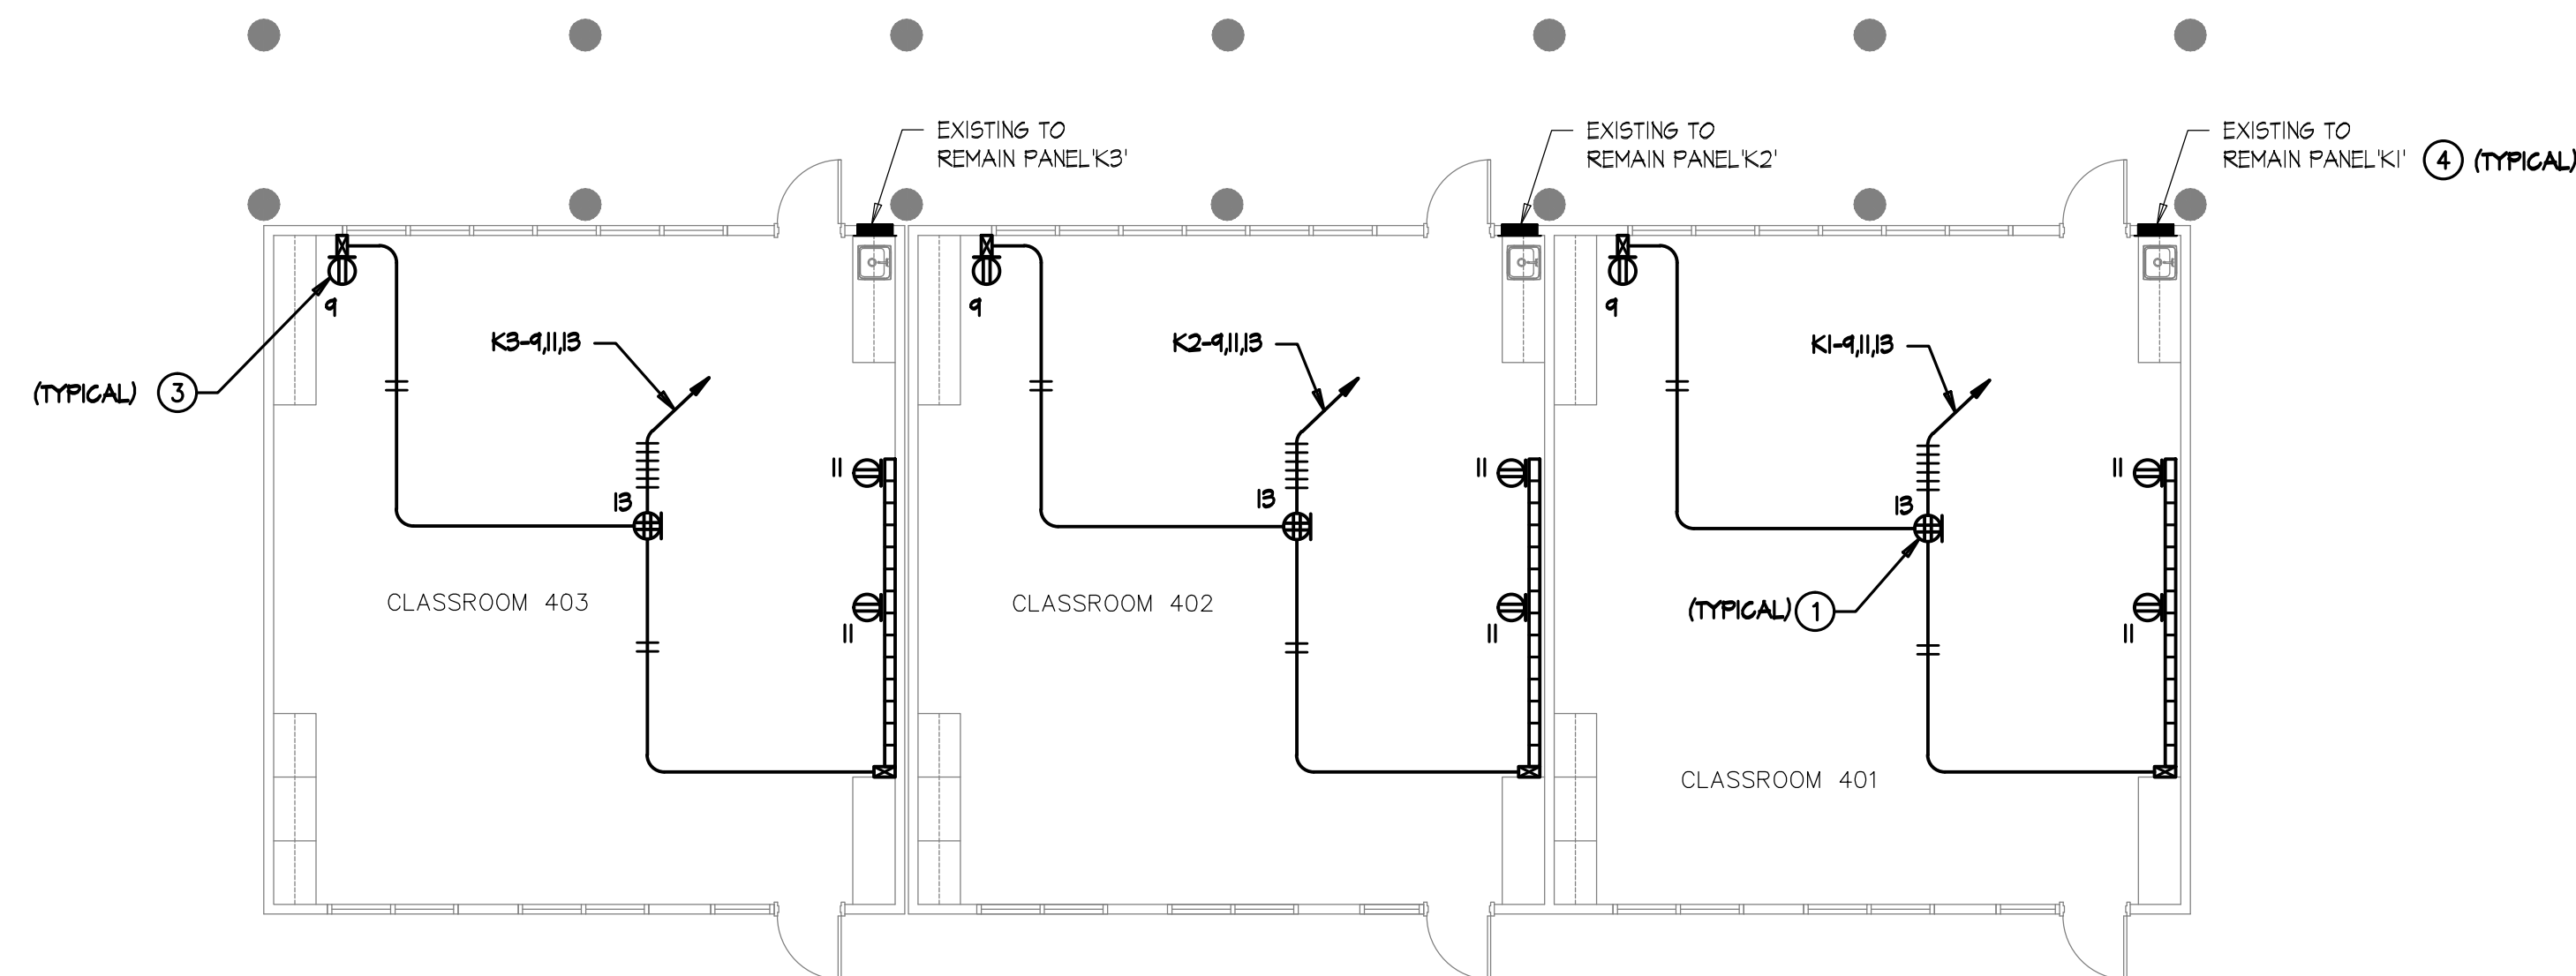 EXISTING TO
REMAIN PANEL'K3'
EXISTING TO
REMAIN PANEL'K2'
EXISTING TO
REMAIN PANEL'K1' 4 (TYPICAL)
9
9
9
K3-9,11,13
K2-9,11,13
K1-9,11,13
(TYPICAL) 3
11
11
11
13
13
13
CLASSROOM 403
CLASSROOM 402
(TYPICAL) 1
11
11
11
CLASSROOM 401